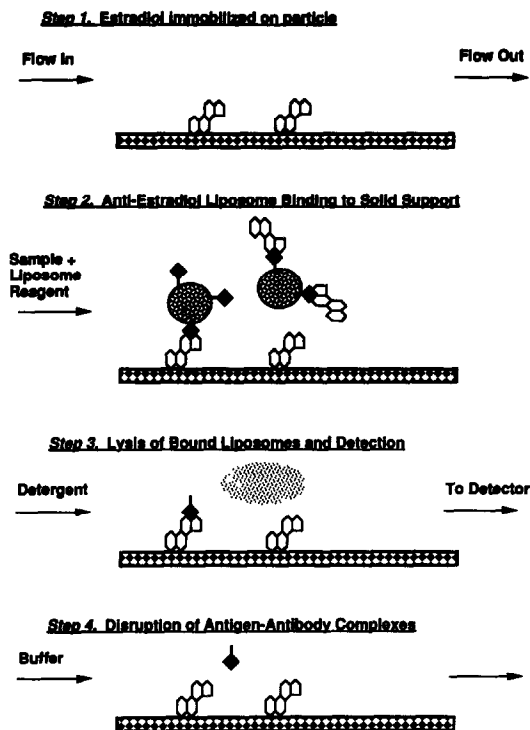 Step 1. Estradiol immobilized on particle
Flow In
Flow Out
Step 2. Anti-Estradiol Liposome Binding to Solid Support
Sample +
Liposome
Reagent
Step 3. Lysis of Bound Liposomes and Detection
Detergent
To Detector
Step 4. Disruption of Antigen-Antibody Complexes
Buffer